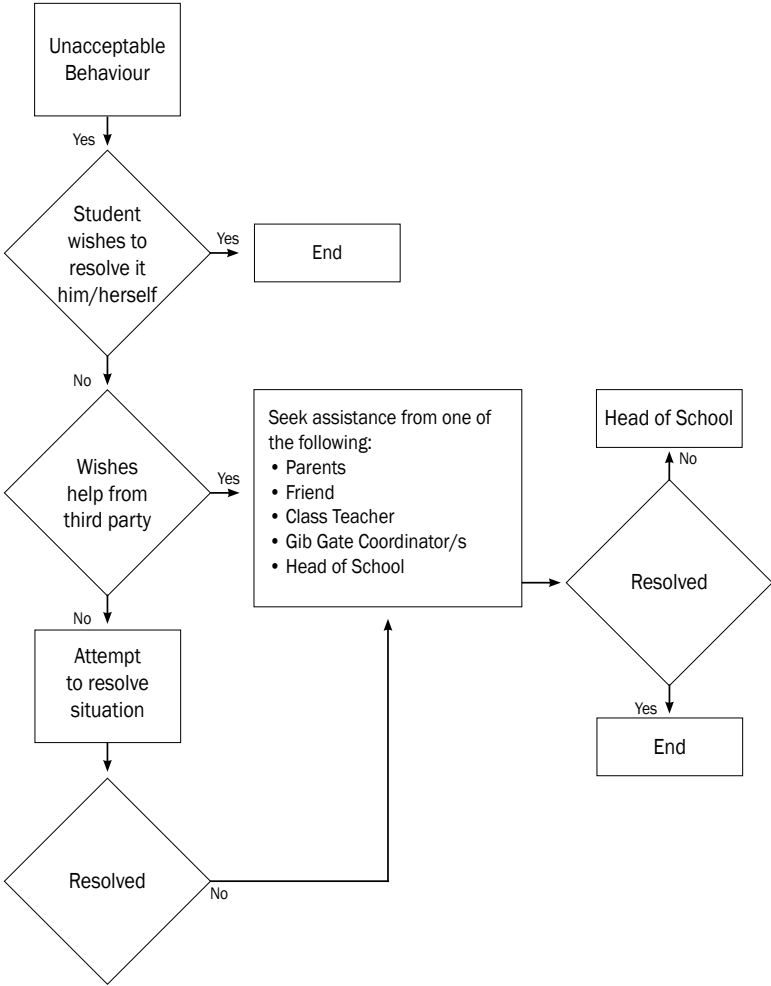 Unacceptable
Behaviour
Yes
Student
wishes to
resolve it
him/herself
Yes
End
No
Wishes
help from
third party
Yes
Seek assistance from one of
the following:
• Parents
• Friend
• Class Teacher
• Gib Gate Coordinator/s
• Head of School
Head of School
No
Resolved
Yes
End
No
Attempt
to resolve
situation
Resolved
No